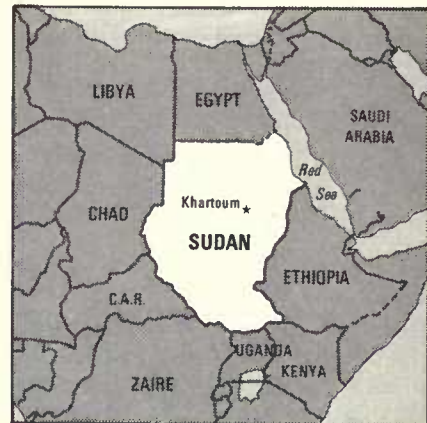 LIBYA
EGYPT
SAUDI
ARABIA
Red
Sea
Khartoum
CHAD
SUDAN
ETHIOPIA
C.A.R.
UGANDA
KENYA
ZAIRE